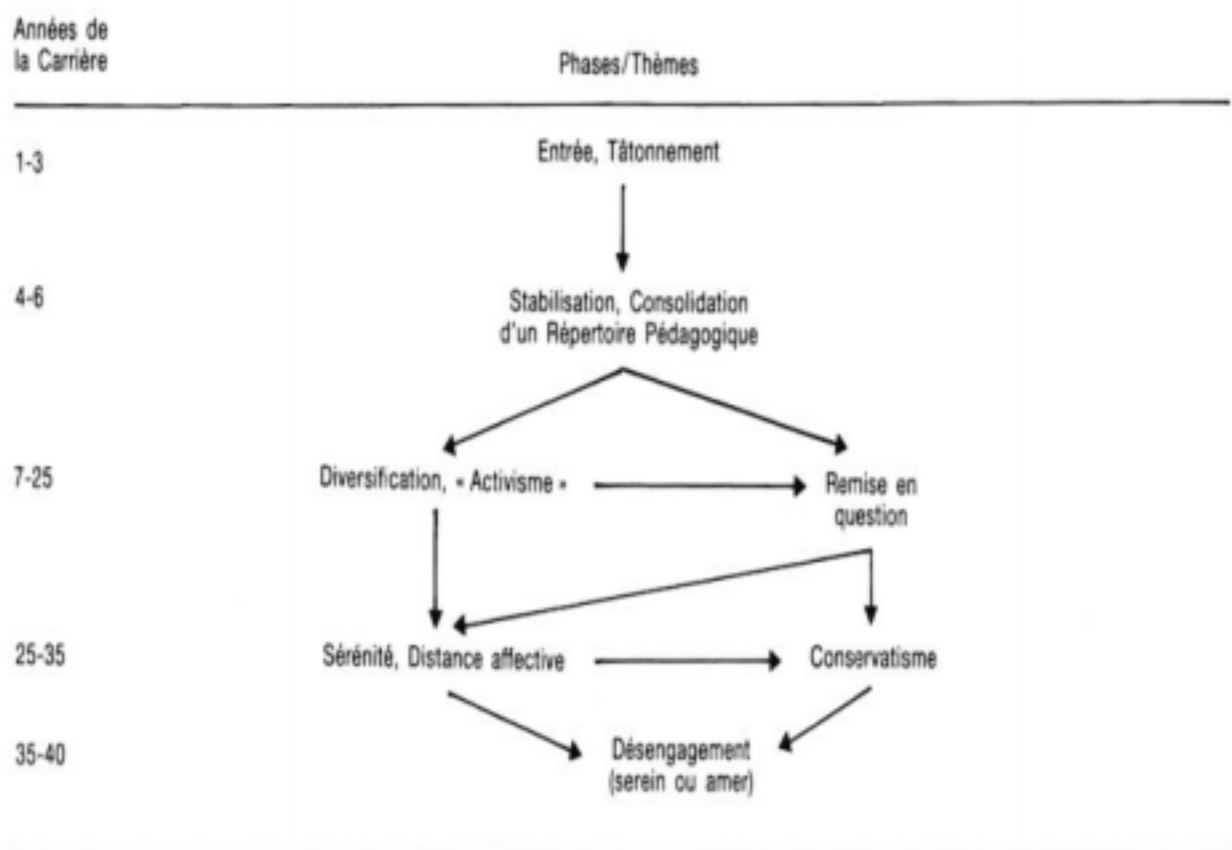 Années de
la Carrière
Phases/Thèmes
1-3
Entrée, Tâtonnement
4-6
Stabilisation, Consolidation
d'un Répertoire Pédagogique
7-25
Diversification, « Activisme »
Remise en
question
25-35
Sérénité, Distance affective
Conservatisme
35-40
Désengagement
(serein ou amer)